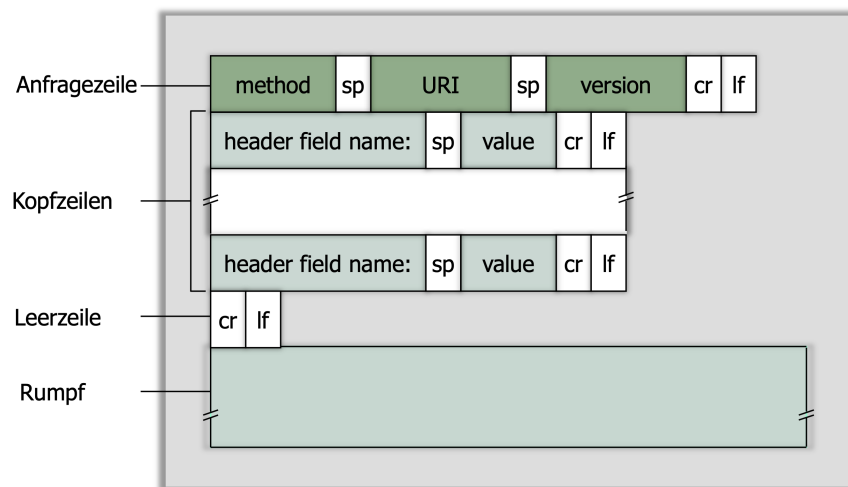 Anfragezeile method sp URI sp version cr lf
header field name: sp value cr lf
Kopfzeilen
header field name: sp value cr lf
Leerzeile cr lf
Rumpf